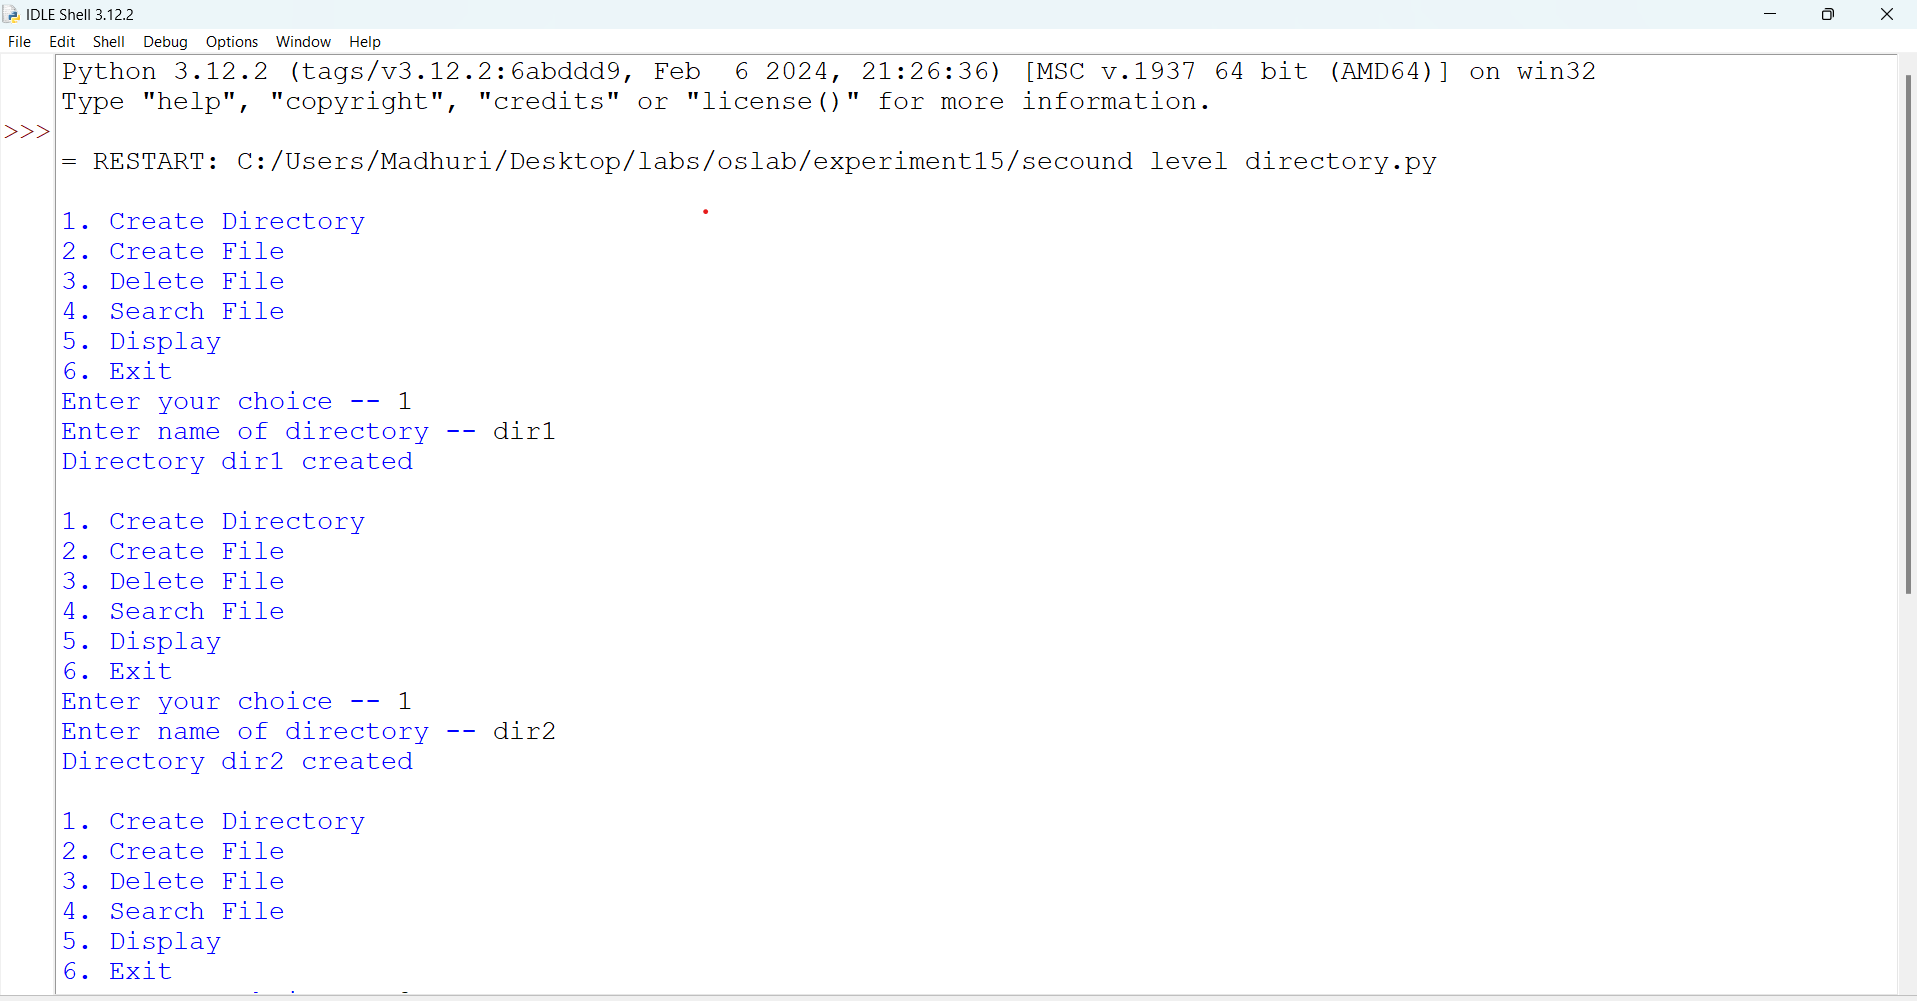 IDLE Shell 3.12.2
File Edit Shell Debug Options Window Help
Python 3.12.2 (tags/v3.12.2:6abddd9, Feb  6 2024, 21:26:36) [MSC v.1937 64 bit (AMD64)] on win32
Type "help", "copyright", "credits" or "license()" for more information.
>>>
= RESTART: C:/Users/Madhuri/Desktop/labs/oslab/experiment15/secound level directory.py
1. Create Directory
2. Create File
3. Delete File
4. Search File
5. Display
6. Exit
Enter your choice -- 1
Enter name of directory -- dir1
Directory dir1 created
1. Create Directory
2. Create File
3. Delete File
4. Search File
5. Display
6. Exit
Enter your choice -- 1
Enter name of directory -- dir2
Directory dir2 created
1. Create Directory
2. Create File
3. Delete File
4. Search File
5. Display
6. Exit